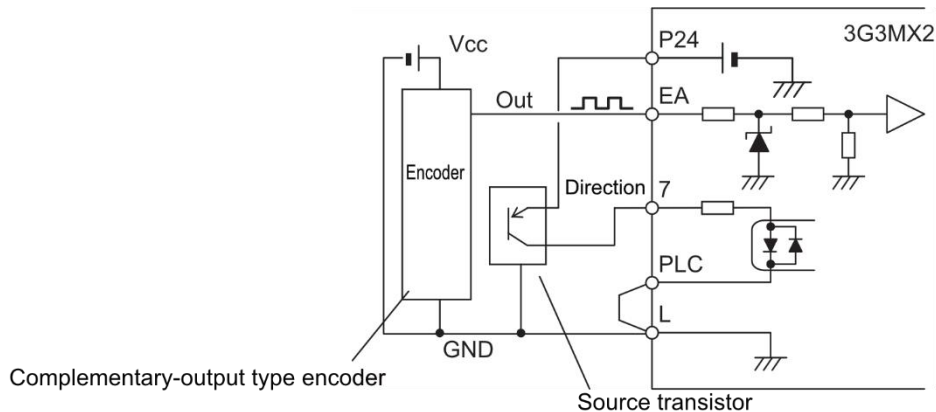 3G3MX2
P24
Vcc
Out
EA
Encoder
Direction
7
PLC
L
GND
Complementary-output type encoder
Source transistor